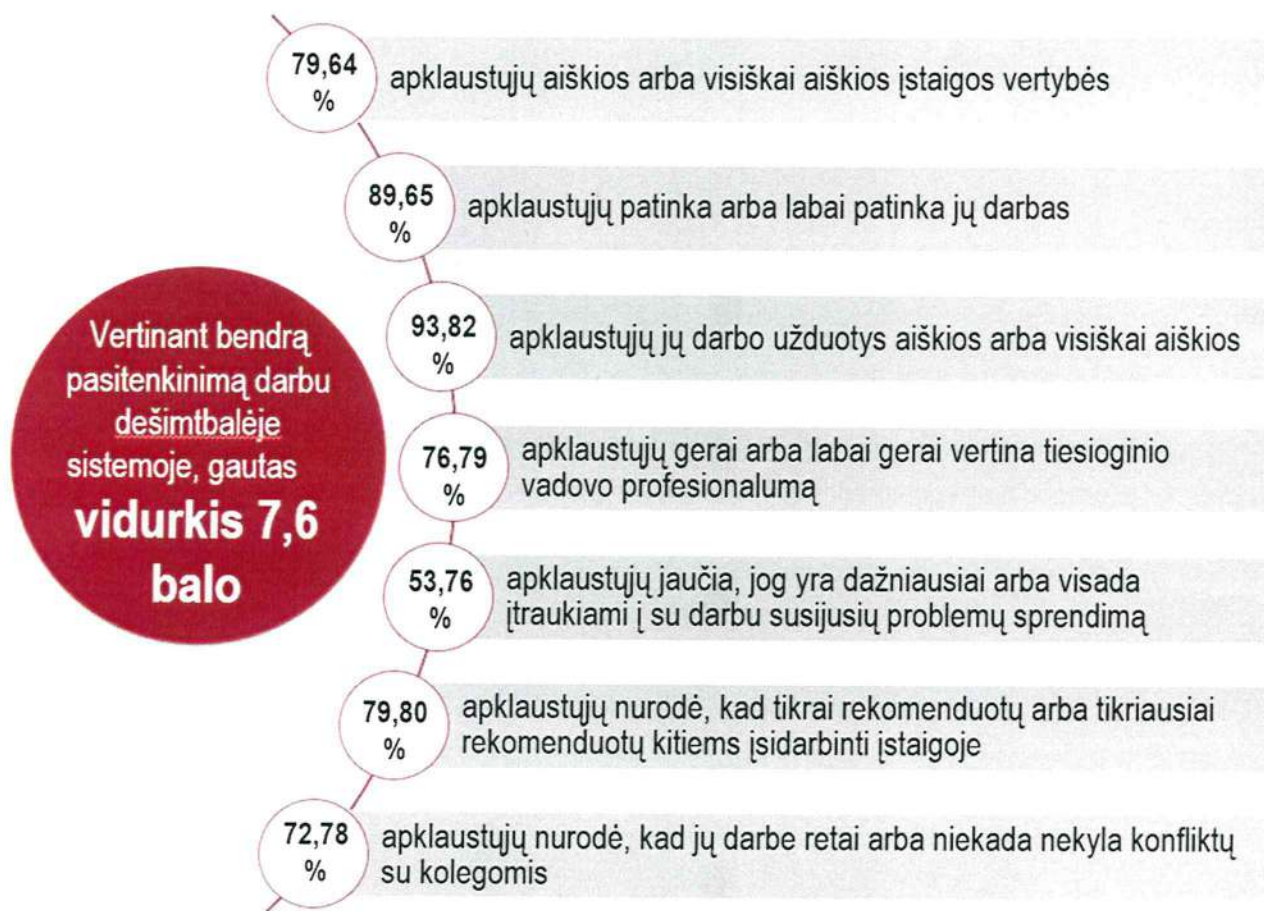 79,64
%
apklaustųjų aiškios arba visiškai aiškios įstaigos vertybės
89,65
%
apklaustųjų patinka arba labai patinka jų darbas
Vertinant bendrą
pasitenkinimą darbu
dešimtbalėje
sistemoje, gautas
vidurkis 7,6
balo
93,82
%
apklaustųjų jų darbo užduotys aiškios arba visiškai aiškios
76,79
%
apklaustųjų gerai arba labai gerai vertina tiesioginio
vadovo profesionalumą
53,76
%
apklaustųjų jaučia, jog yra dažniausiai arba visada
įtraukiami į su darbu susijusių problemų sprendimą
79,80
%
apklaustųjų nurodė, kad tikrai rekomenduotų arba tikriausiai
rekomenduotų kitiems įsidarbinti įstaigoje
72,78
%
apklaustųjų nurodė, kad jų darbe retai arba niekada nekyla konfliktų
su kolegomis